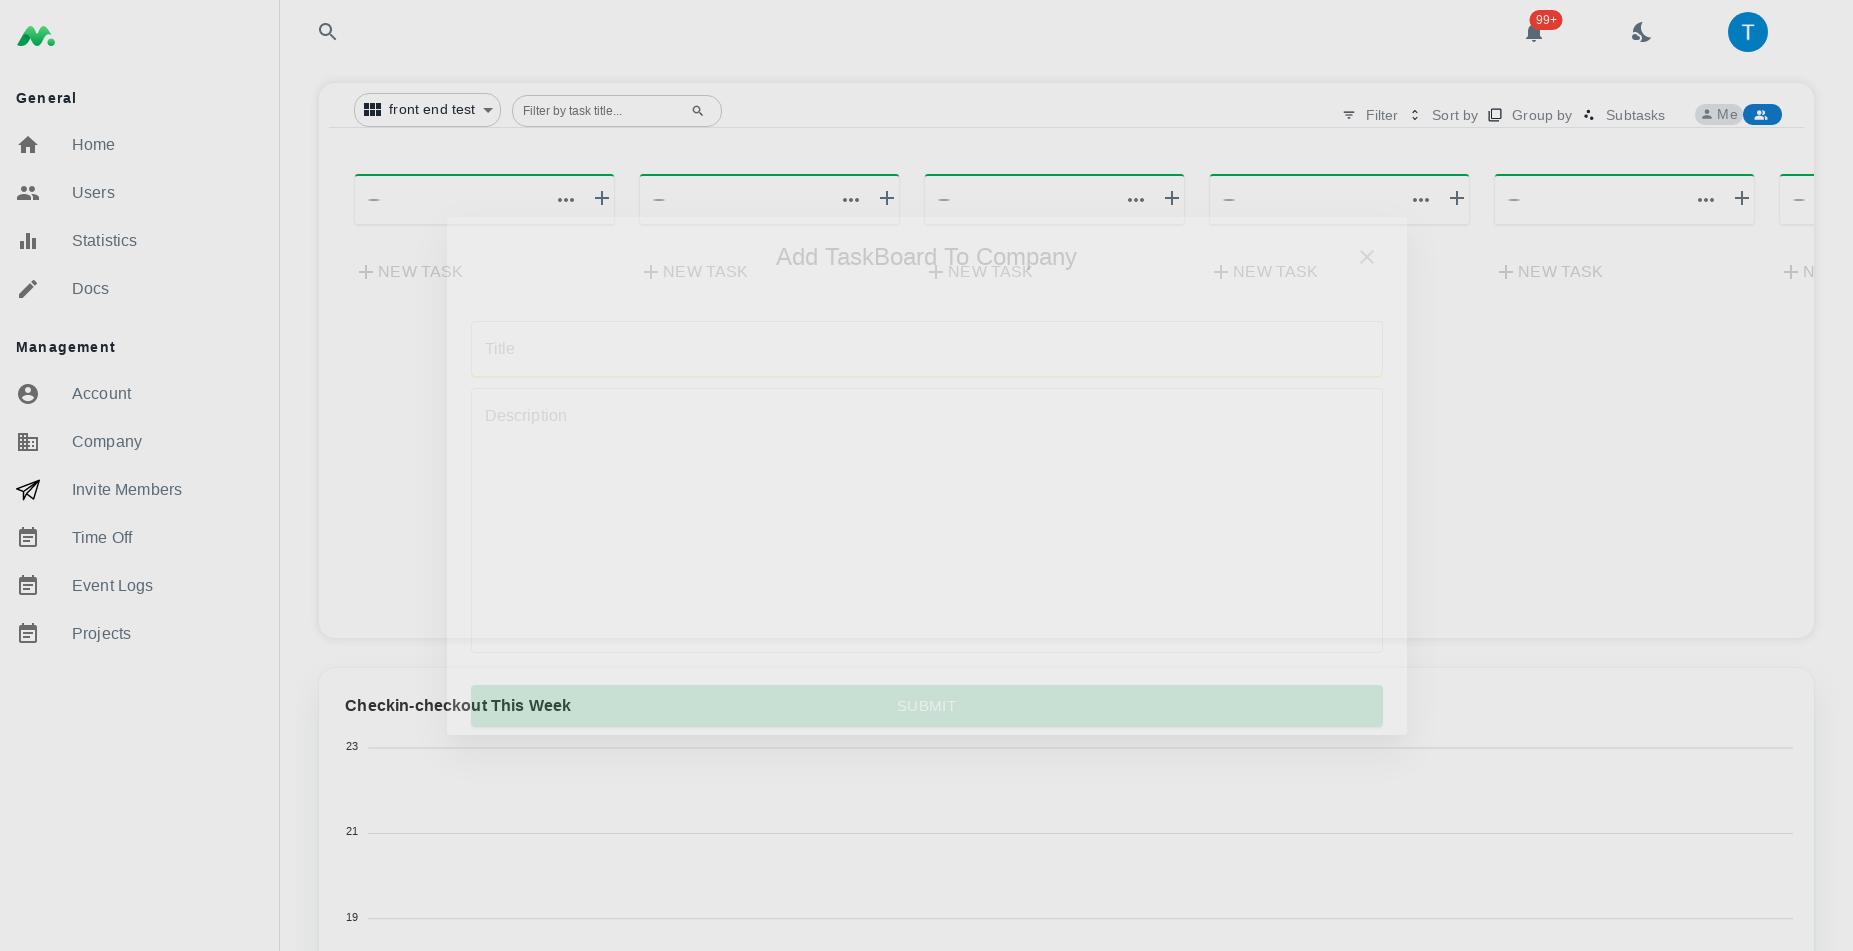 99+
T
General
Home
Users
Statistics
Docs
Management
Account
Company
Invite Members
Time Off
Event Logs
Projects
front end test
Filter by task title...
Filter
Sort by
Group by
Subtasks
Me
NEW TASK
NEW TASK
NEW TASK
NEW TASK
NEW TASK
N
Add TaskBoard To Company
Title
Description
SUBMIT
Checkin-checkout This Week
23
21
19